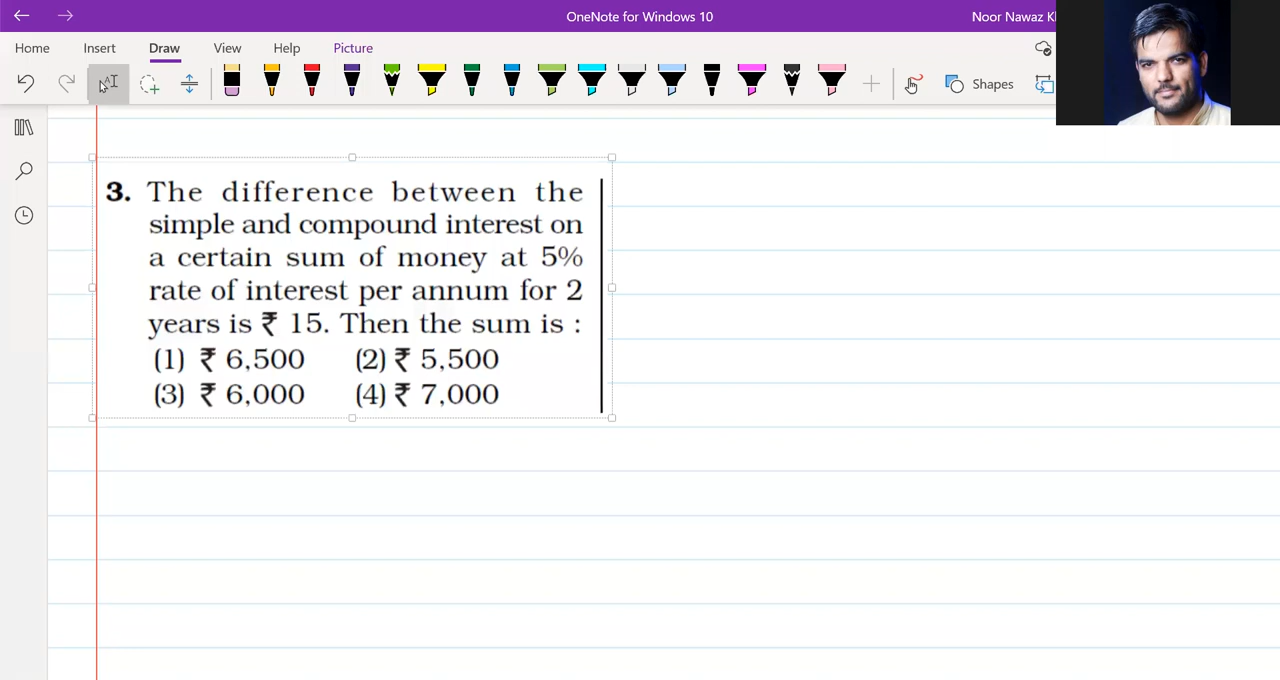 OneNote for Windows 10
Noor Nawaz Kh
Home Insert Draw View Help Picture
Shapes
3. The difference between the
simple and compound interest on
a certain sum of money at 5%
rate of interest per annum for 2
years is ₹ 15. Then the sum is :
(1) ₹ 6,500 (2) ₹ 5,500
(3) ₹ 6,000 (4) ₹ 7,000